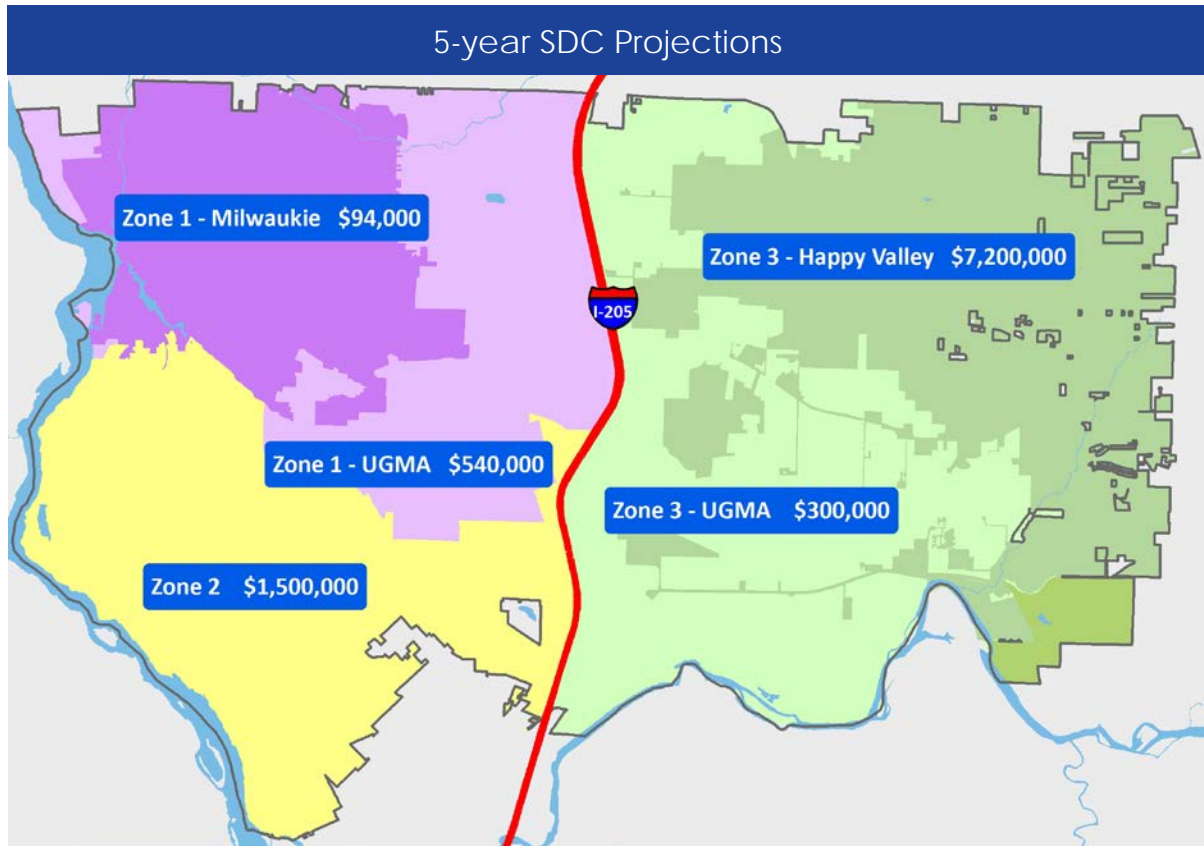 5-year SDC Projections
Zone 1 - Milwaukie $94,000
Zone 3 - Happy Valley $7,200,000
I-205
Zone 1 - UGMA $540,000
Zone 3 - UGMA $300,000
Zone 2 $1,500,000